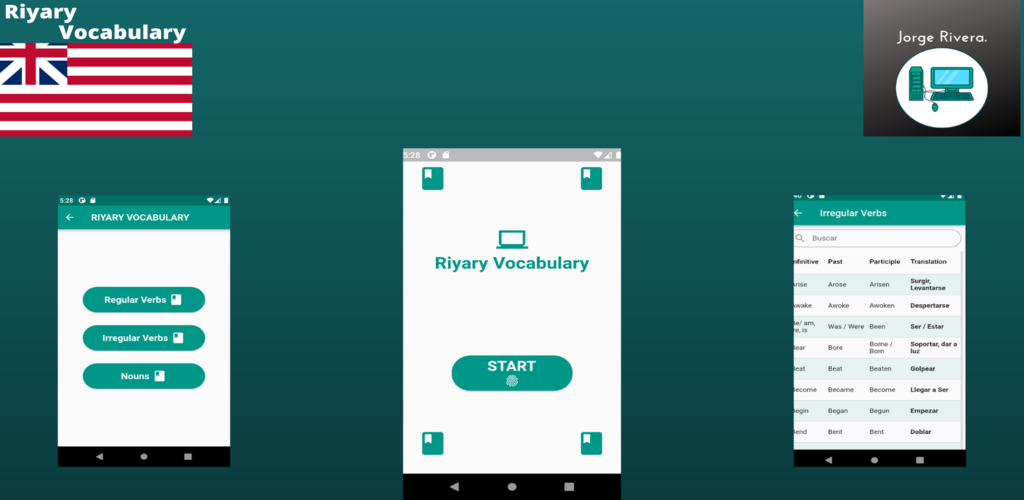 Riyary
Vocabulary
Jorge Rivera.
5:28
RIYARY VOCABULARY
Regular Verbs
Irregular Verbs
Nouns
5:28
Riyary Vocabulary
START
Irregular Verbs
Buscar
nfinitive Past Participle Translation
Arise Arose Arisen Surgir,
Levantarse
Awake Awoke Awoken Despertarse
Be/ am,
re, is Was / Were Been Ser / Estar
Bear Bore Borne /
Born Soportar, dar a
luz
Beat Beat Beaten Golpear
Become Became Become Llegar a Ser
Begin Began Begun Empezar
Bend Bent Bent Doblar